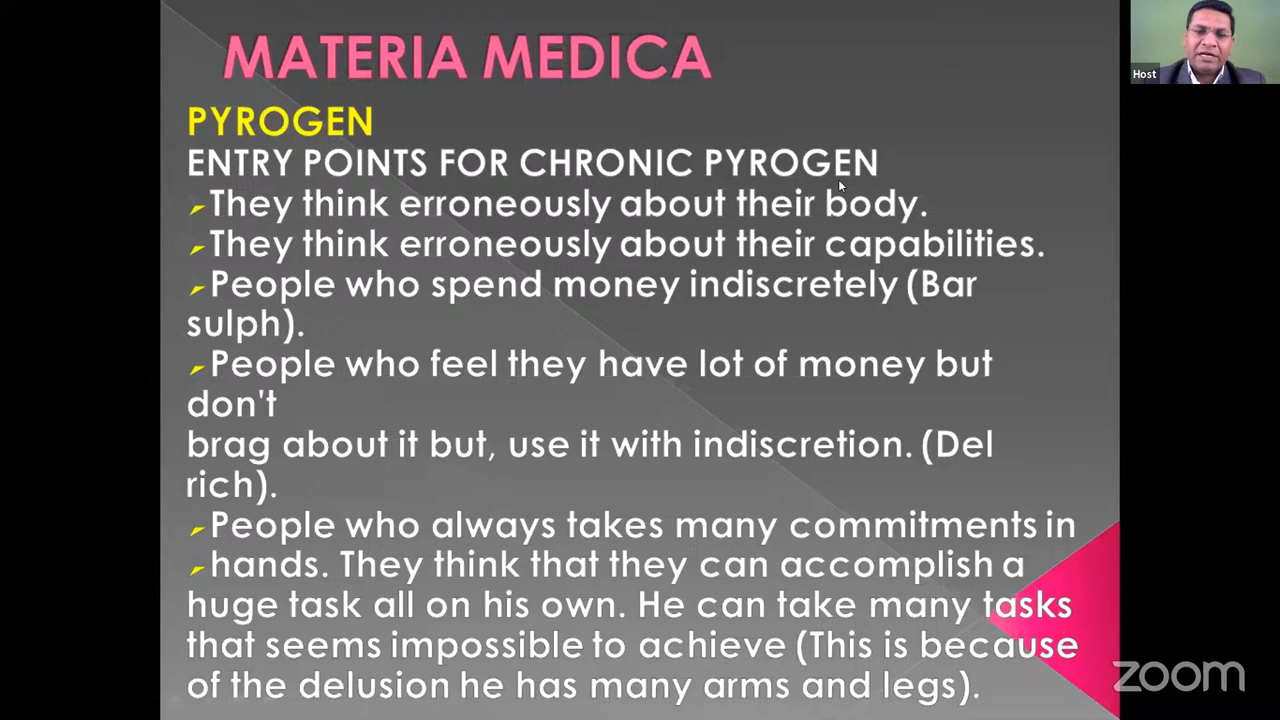 MATERIA MEDICA
PYROGEN
ENTRY POINTS FOR CHRONIC PYROGEN
They think erroneously about their body.
They think erroneously about their capabilities.
People who spend money indiscretely (Bar
sulph).
People who feel they have lot of money but
don't
brag about it but, use it with indiscretion. (Del
rich).
People who always takes many commitments in
hands. They think that they can accomplish a
huge task all on his own. He can take many tasks
that seems impossible to achieve (This is because
of the delusion he has many arms and legs).
Host
zoom